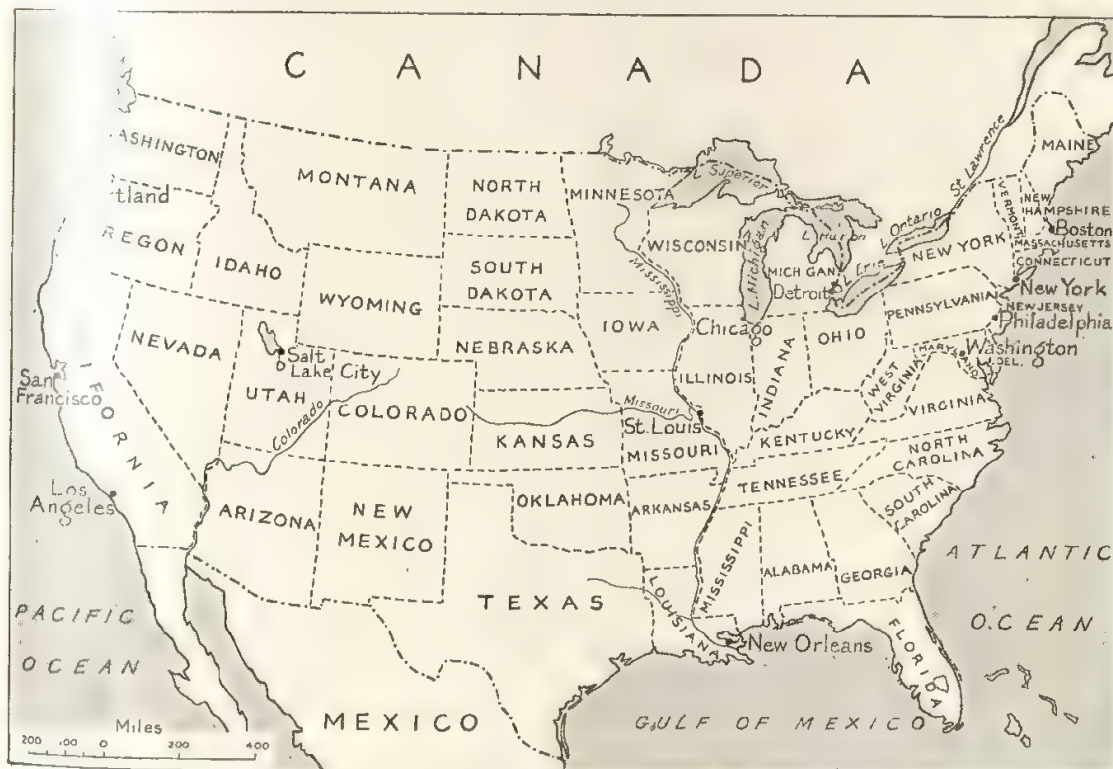 CANADA
ASHINGTON
MONTANA
NORTH
DAKOTA
MINNESOTA
L. Superior
St Lawrence
MAINE
tland
REGON
IDAHO
WYOMING
SOUTH
DAKOTA
WISCONSIN
Mississippi
L. Michigan
L. Huron
MICHIGAN
Detroit
L. Ontario
L. Erie
NEW YORK
VERMONT
NEW
HAMPSHIRE
Boston
MASSACHUSETTS
CONNECTICUT
New York
NEW JERSEY
Philadelphia
PENNSYLVANIA
Washington
MARYLAND
DEL.
NEVADA
Salt
Lake City
UTAH
Colorado
COLORADO
NEBRASKA
IOWA
Chicago
ILLINOIS
INDIANA
OHIO
WEST
VIRGINIA
VIRGINIA
San
Francisco
IFORNIA
Los
Angeles
KANSAS
Missouri
St. Louis
MISSOURI
KENTUCKY
NORTH
CAROLINA
TENNESSEE
SOUTH
CAROLINA
ARIZONA
NEW
MEXICO
OKLAHOMA
ARKANSAS
MISSISSIPPI
ALABAMA
GEORGIA
ATLANTIC
OCEAN
TEXAS
LOUISIANA
New Orleans
FLORIDA
PACIFIC
OCEAN
MEXICO
GULF OF MEXICO
Miles
200 100 0 200 400